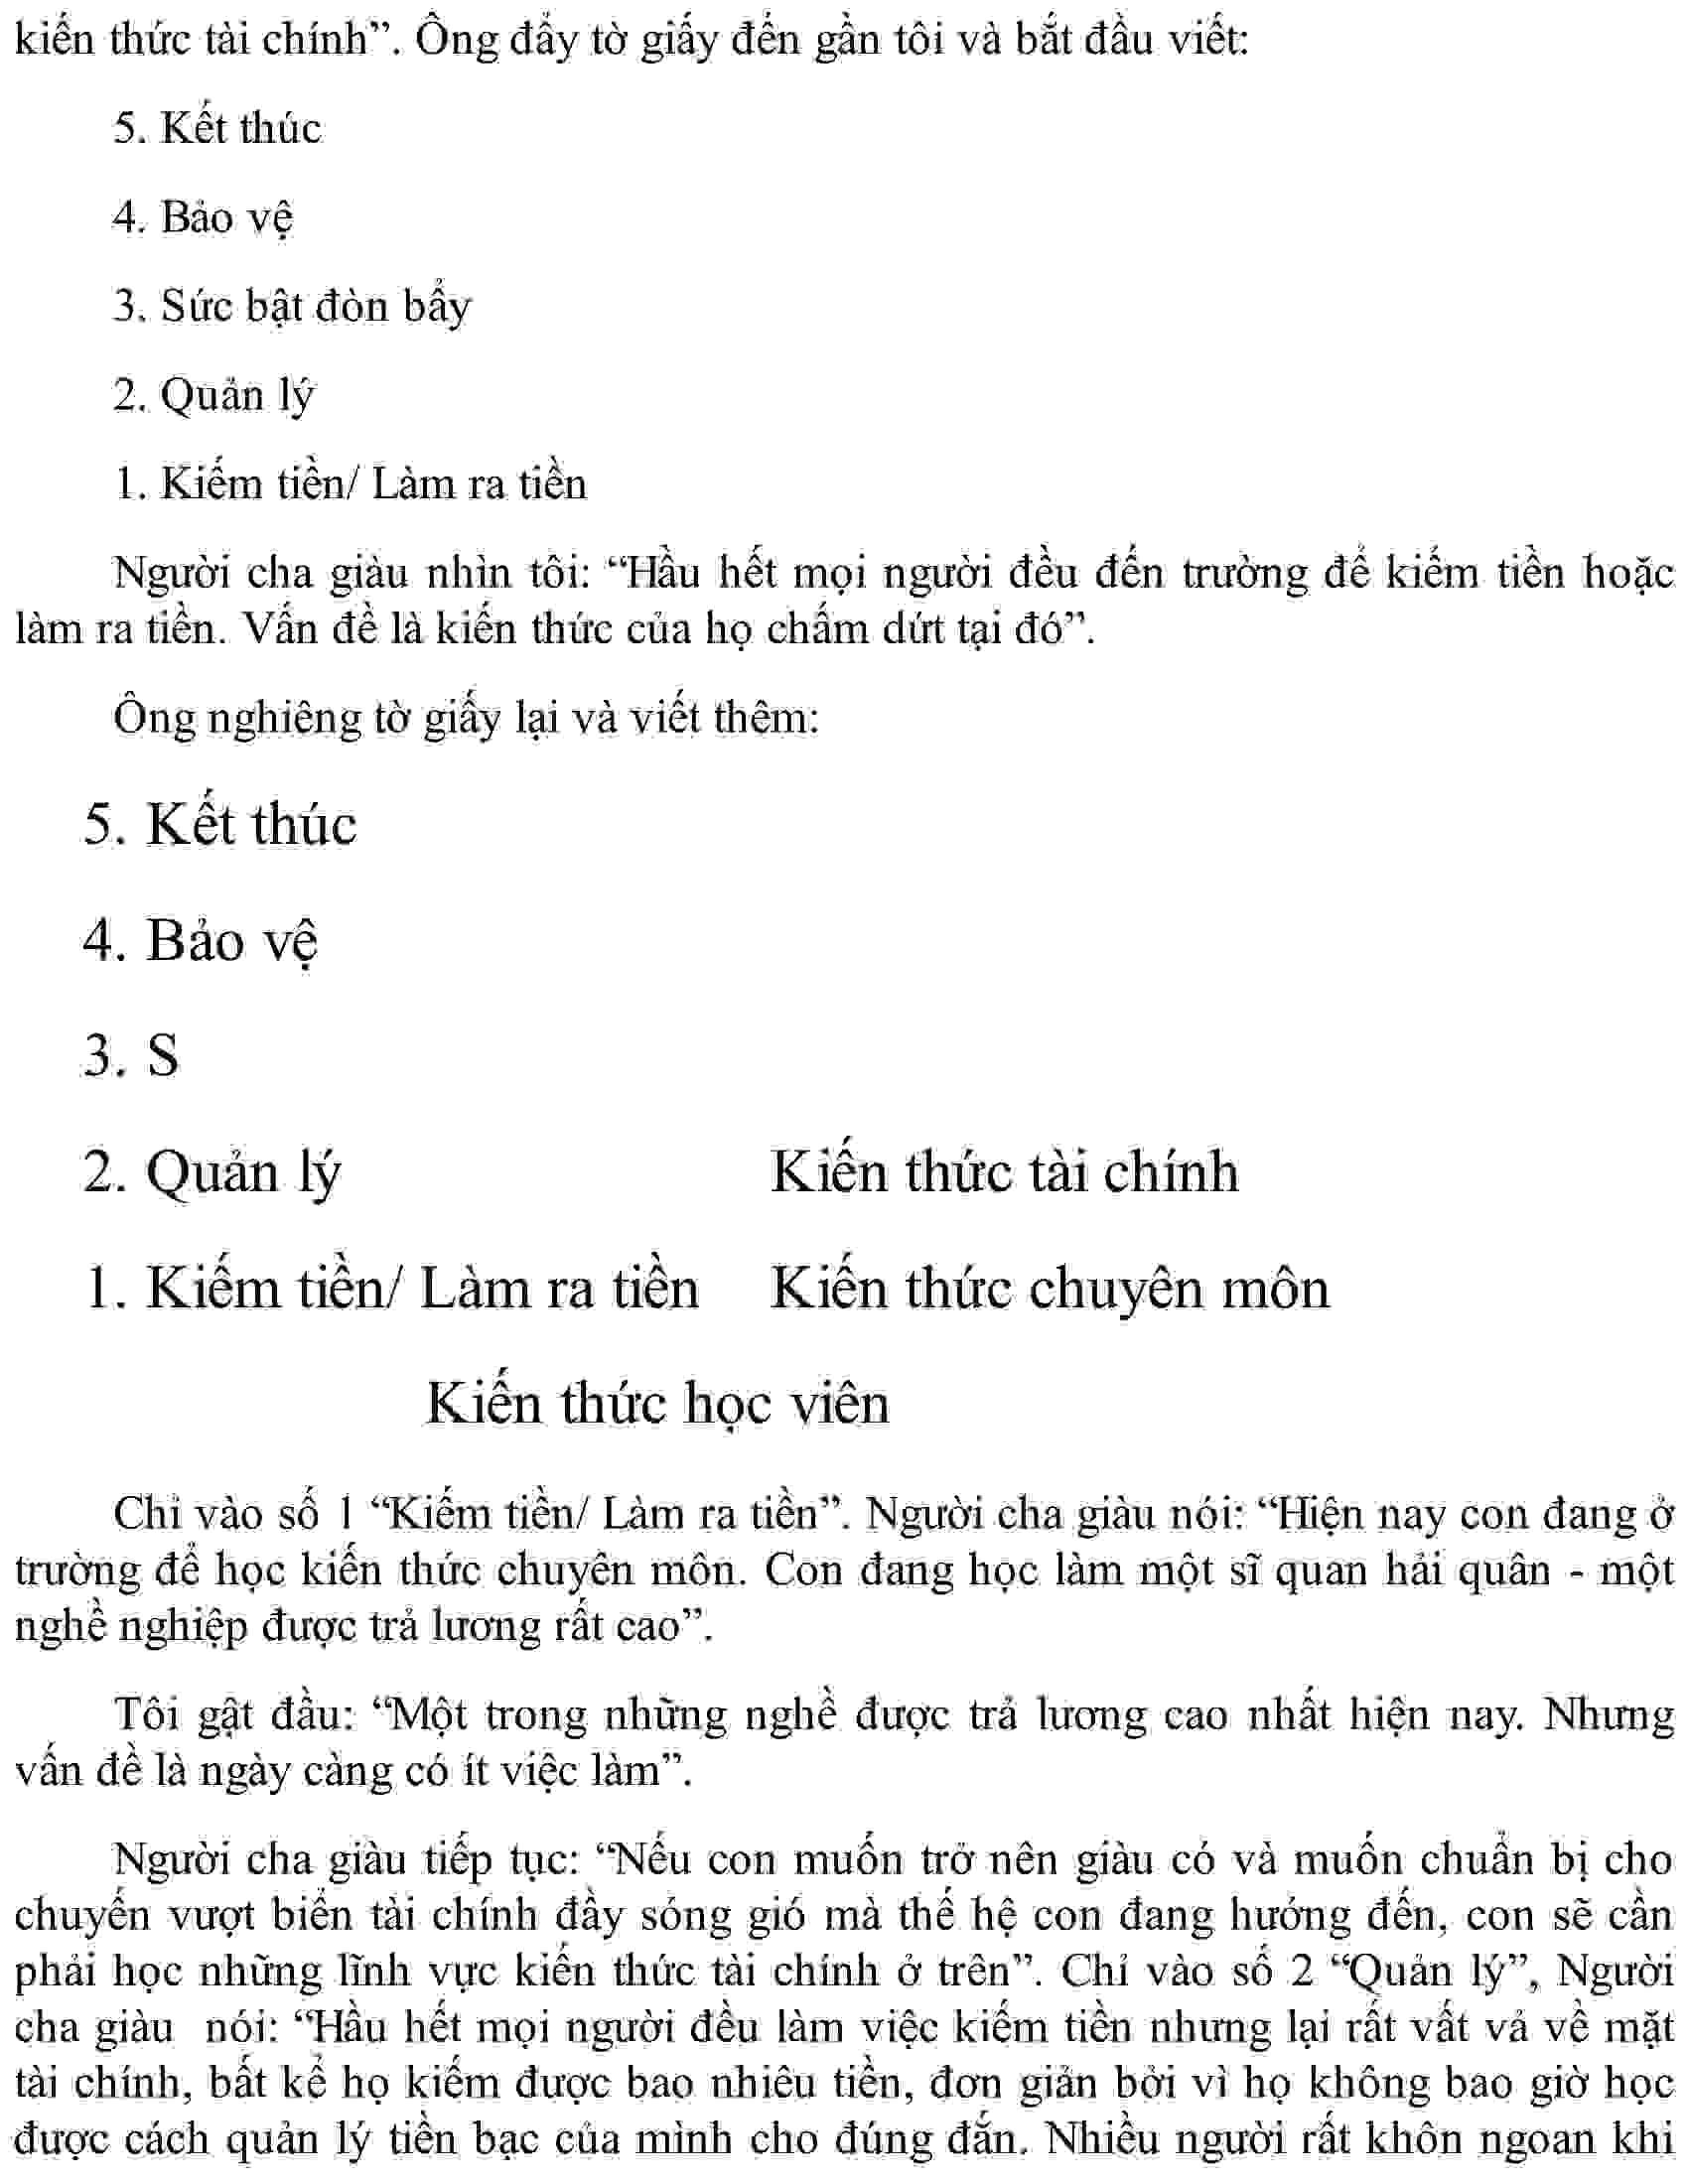 kiến thức tài chính”. Ông đẩy tờ giấy đến gần tôi và bắt đầu viết:
5. Kết thúc
4. Bảo vệ
3. Sức bật đòn bẩy
2. Quản lý
1. Kiếm tiền/ Làm ra tiền
Người cha giàu nhìn tôi: “Hầu hết mọi người đều đến trường để kiếm tiền hoặc
làm ra tiền. Vấn đề là kiến thức của họ chấm dứt tại đó”.
Ông nghiêng tờ giấy lại và viết thêm:
5. Kết thúc
4. Bảo vệ
3. S
2. Quản lý Kiến thức tài chính
1. Kiếm tiền/ Làm ra tiền Kiến thức chuyên môn
Kiến thức học viên
Chỉ vào số 1 “Kiếm tiền/ Làm ra tiền”. Người cha giàu nói: “Hiện nay con đang ở
trường để học kiến thức chuyên môn. Con đang học làm một sĩ quan hải quân - một
nghề nghiệp được trả lương rất cao”.
Tôi gật đầu: “Một trong những nghề được trả lương cao nhất hiện nay. Nhưng
vấn đề là ngày càng có ít việc làm”.
Người cha giàu tiếp tục: “Nếu con muốn trở nên giàu có và muốn chuẩn bị cho
chuyến vượt biển tài chính đầy sóng gió mà thế hệ con đang hướng đến, con sẽ cần
phải học những lĩnh vực kiến thức tài chính ở trên”. Chỉ vào số 2 “Quản lý”, Người
cha giàu nói: “Hầu hết mọi người đều làm việc kiếm tiền nhưng lại rất vất vả về mặt
tài chính, bất kể họ kiếm được bao nhiêu tiền, đơn giản bởi vì họ không bao giờ học
được cách quản lý tiền bạc của mình cho đúng đắn. Nhiều người rất khôn ngoan khi